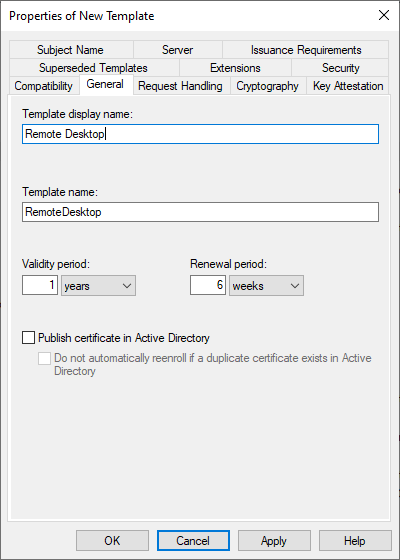 Properties of New Template
Subject Name Server Issuance Requirements
Superseded Templates Extensions Security
Compatibility General Request Handling Cryptography Key Attestation
Template display name:
Remote Desktop
Template name:
RemoteDesktop
Validity period: Renewal period:
1 years 6 weeks
Publish certificate in Active Directory
Do not automatically reenroll if a duplicate certificate exists in Active
Directory
OK Cancel Apply Help